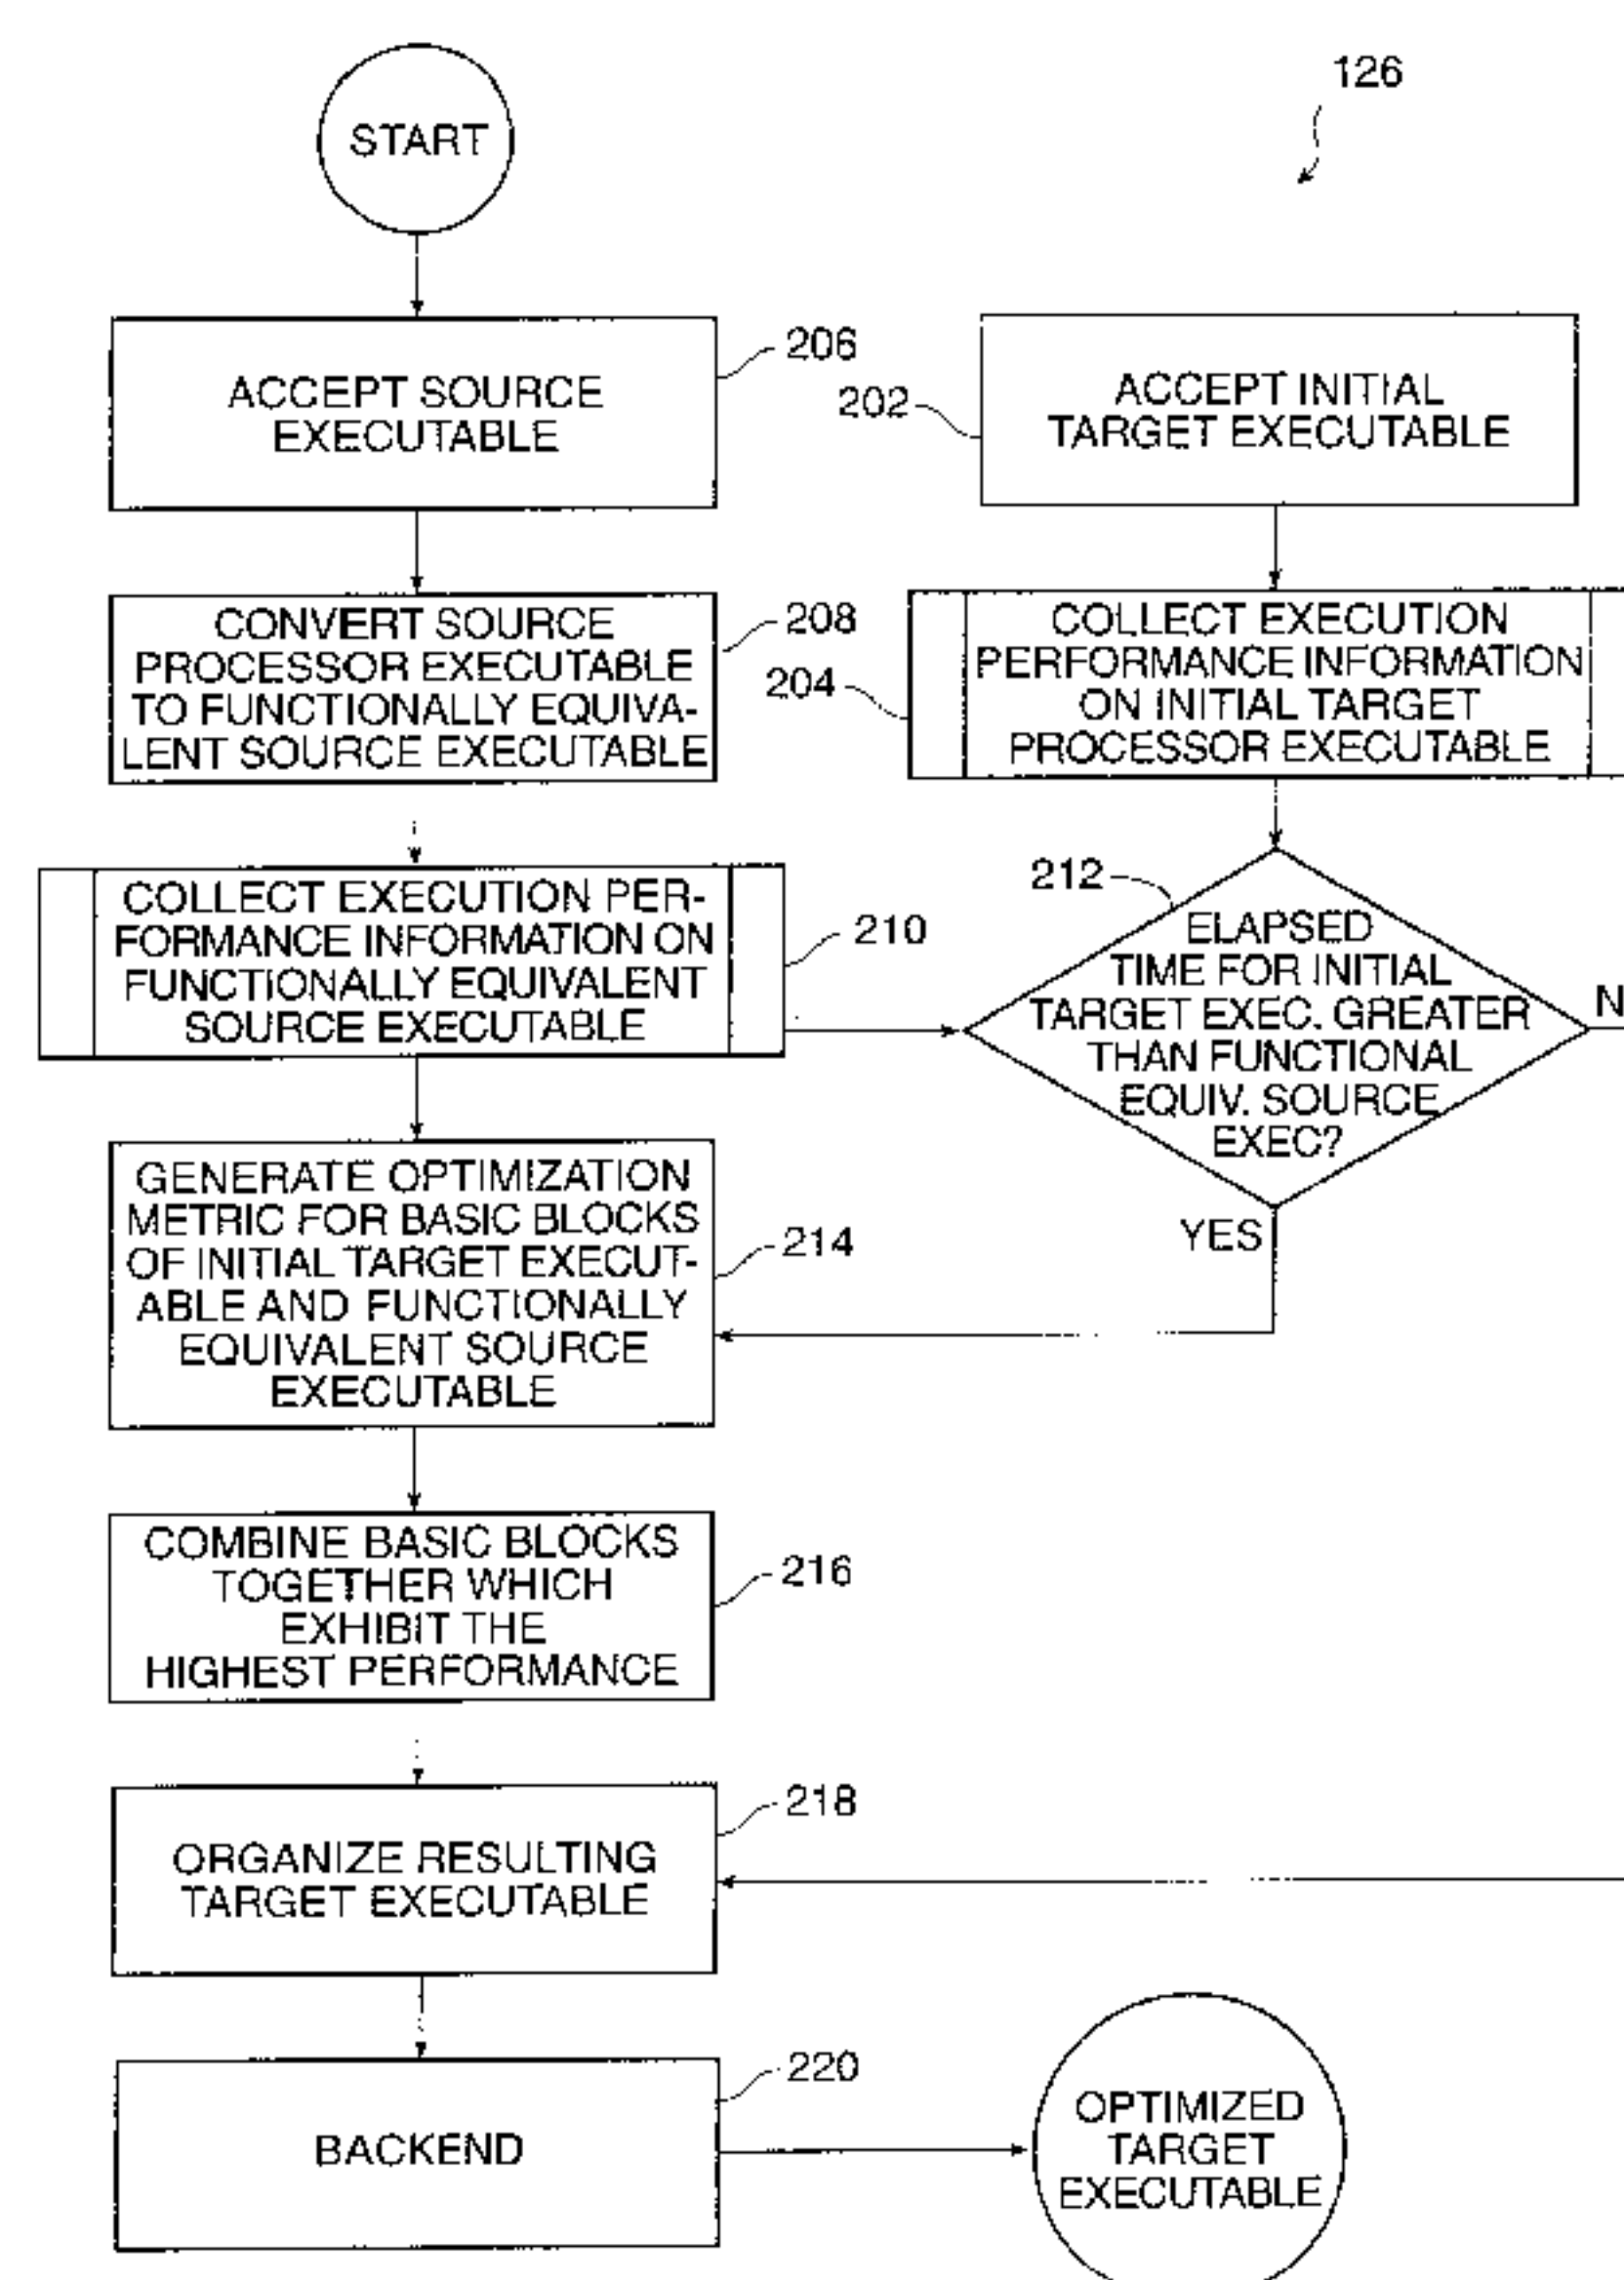 START
126
ACCEPT SOURCE
EXECUTABLE
206
202
ACCEPT INITIAL
TARGET EXECUTABLE
CONVERT SOURCE
PROCESSOR EXECUTABLE
TO FUNCTIONALLY EQUIVA-
LENT SOURCE EXECUTABLE
208
204
COLLECT EXECUTION
PERFORMANCE INFORMATION
ON INITIAL TARGET
PROCESSOR EXECUTABLE
COLLECT EXECUTION PER-
FORMANCE INFORMATION ON
FUNCTIONALLY EQUIVALENT
SOURCE EXECUTABLE
210
212
ELAPSED
TIME FOR INITIAL
TARGET EXEC. GREATER
THAN FUNCTIONAL
EQUIV. SOURCE
EXEC?
N
YES
GENERATE OPTIMIZATION
METRIC FOR BASIC BLOCKS
OF INITIAL TARGET EXECUT-
ABLE AND FUNCTIONALLY
EQUIVALENT SOURCE
EXECUTABLE
214
COMBINE BASIC BLOCKS
TOGETHER WHICH
EXHIBIT THE
HIGHEST PERFORMANCE
216
ORGANIZE RESULTING
TARGET EXECUTABLE
218
BACKEND
220
OPTIMIZED
TARGET
EXECUTABLE